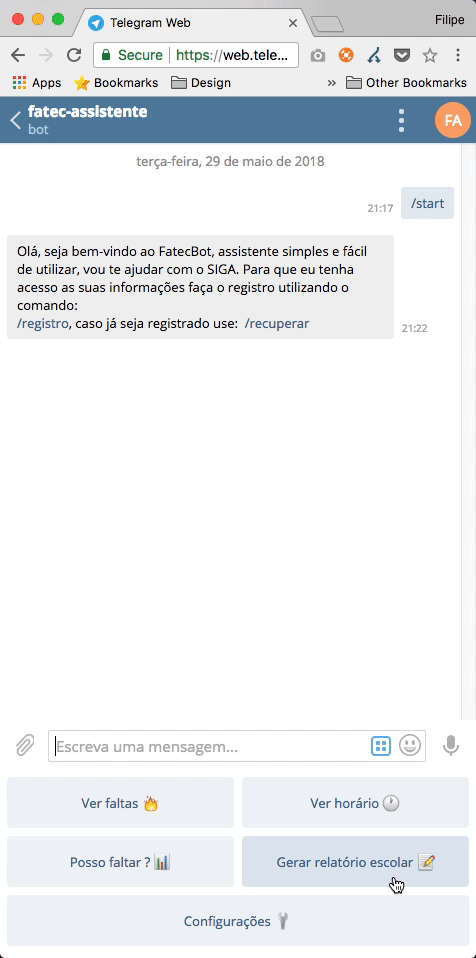 Telegram Web
Filipe
Secure
https://web.tele...
Apps
Bookmarks
Design
»
Other Bookmarks
fatec-assistente
bot
FA
terça-feira, 29 de maio de 2018
21:17
/start
Olá, seja bem-vindo ao FatecBot, assistente simples e fácil
de utilizar, vou te ajudar com o SIGA. Para que eu tenha
acesso as suas informações faça o registro utilizando o
comando:
/registro, caso já seja registrado use: /recuperar
21:22
Escreva uma mensagem...
Ver faltas 🔥
Ver horário 🕐
Posso faltar ? 📊
Gerar relatório escolar 📝
Configurações 🔧